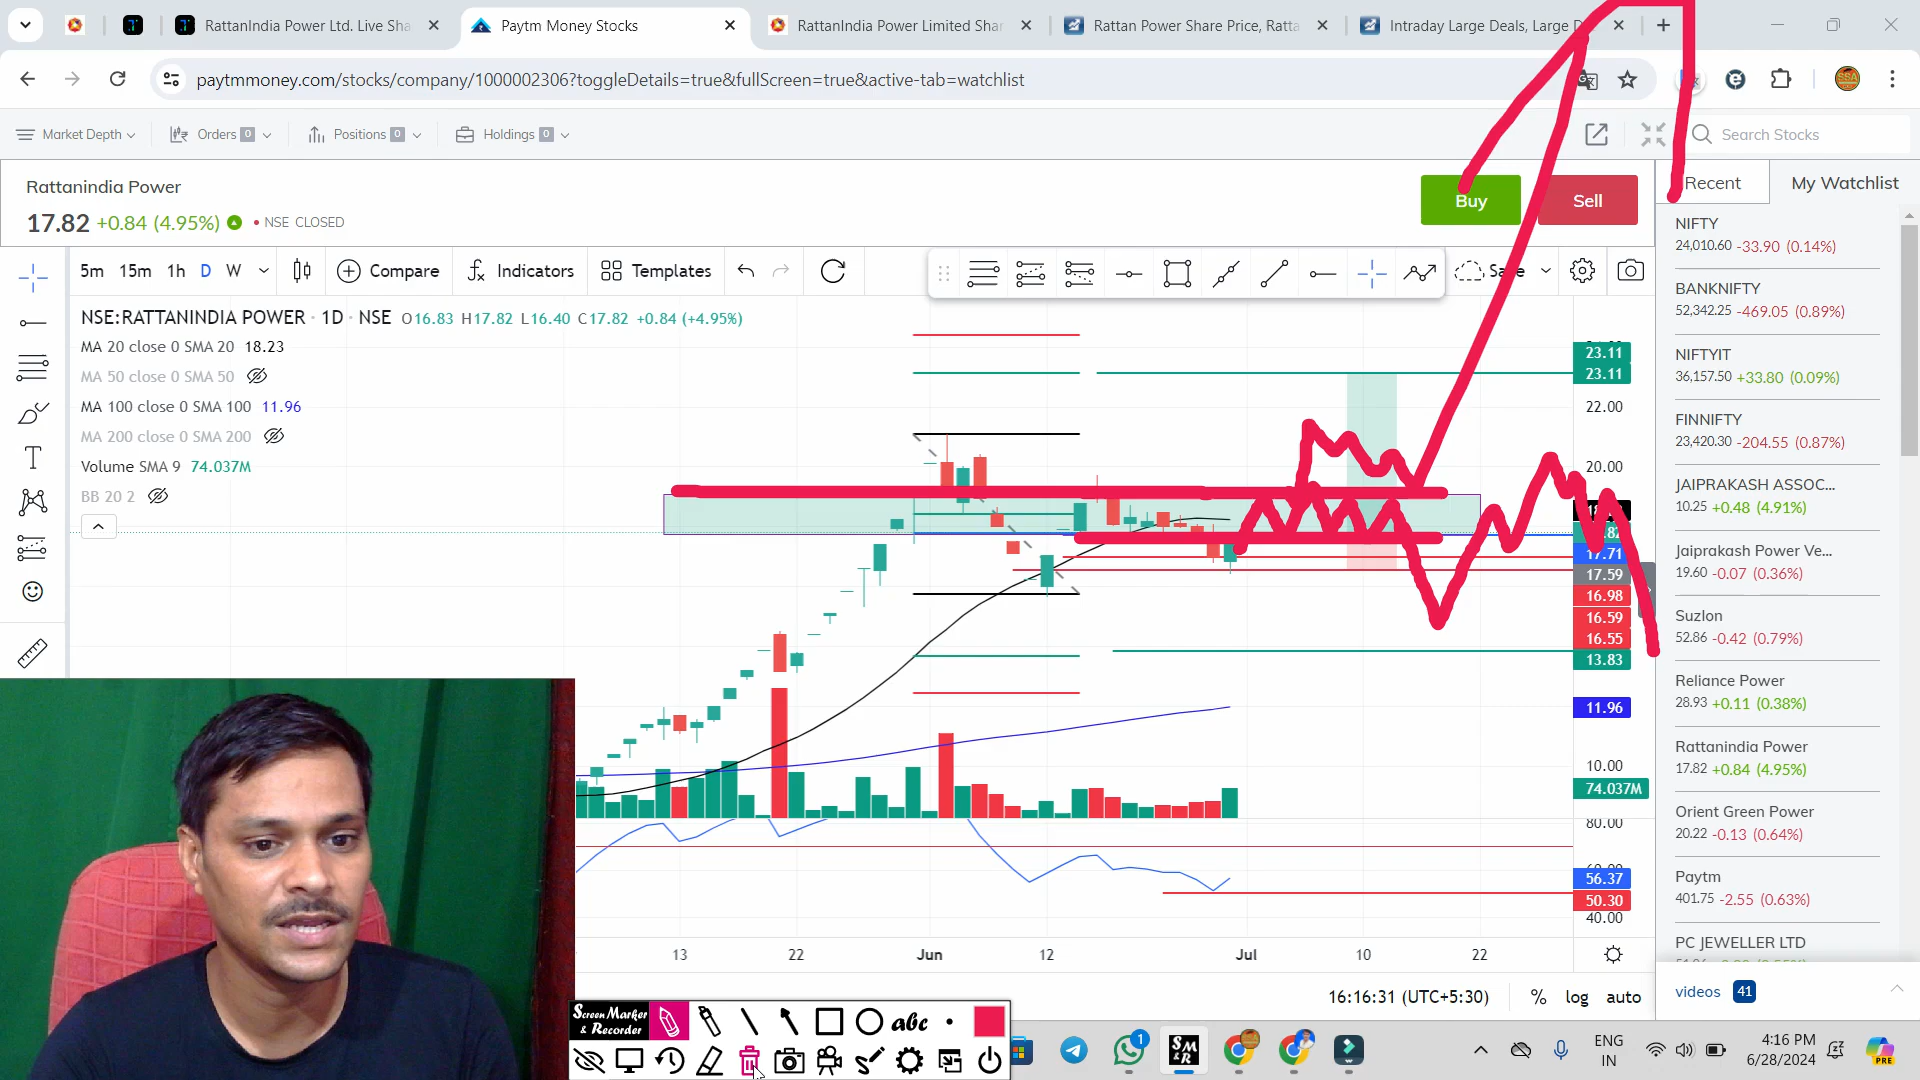 RattanIndia Power Ltd. Live Sha
Paytm Money Stocks
RattanIndia Power Limited Shar
Rattan Power Share Price, Ratta
Intraday Large Deals, Large D
paytmmoney.com/stocks/company/1000002306?toggleDetails=true&fullScreen=true&active-tab=watchlist
Market Depth
Orders 0
Positions 0
Holdings 0
Search Stocks
Rattanindia Power
17.82 +0.84 (4.95%) • NSE CLOSED
Buy
Sell
Recent
My Watchlist
5m 15m 1h D W
Compare
Indicators
Templates
Save
NSE:RATTANINDIA POWER · 1D · NSE O16.83 H17.82 L16.40 C17.82 +0.84 (+4.95%)
MA 20 close 0 SMA 20 18.23
MA 50 close 0 SMA 50
MA 100 close 0 SMA 100 11.96
MA 200 close 0 SMA 200
Volume SMA 9 74.037M
BB 20 2
23.11
23.11
22.00
20.00
17.71
17.59
16.98
16.59
16.55
13.83
11.96
10.00
74.037M
80.00
56.37
50.30
40.00
13 22 Jun 12 Jul 10 22
16:16:31 (UTC+5:30) % log auto
NIFTY
24,010.60 -33.90 (0.14%)
BANKNIFTY
52,342.25 -469.05 (0.89%)
NIFTYIT
36,157.50 +33.80 (0.09%)
FINNIFTY
23,420.30 -204.55 (0.87%)
JAIPRAKASH ASSOC...
10.25 +0.48 (4.91%)
Jaiprakash Power Ve...
19.60 -0.07 (0.36%)
Suzlon
52.86 -0.42 (0.79%)
Reliance Power
28.93 +0.11 (0.38%)
Rattanindia Power
17.82 +0.84 (4.95%)
Orient Green Power
20.22 -0.13 (0.64%)
Paytm
401.75 -2.55 (0.63%)
PC JEWELLER LTD
videos 41
Screen Marker
& Recorder
abc
SM
&R
1
ENG
IN
4:16 PM
6/28/2024
PRE